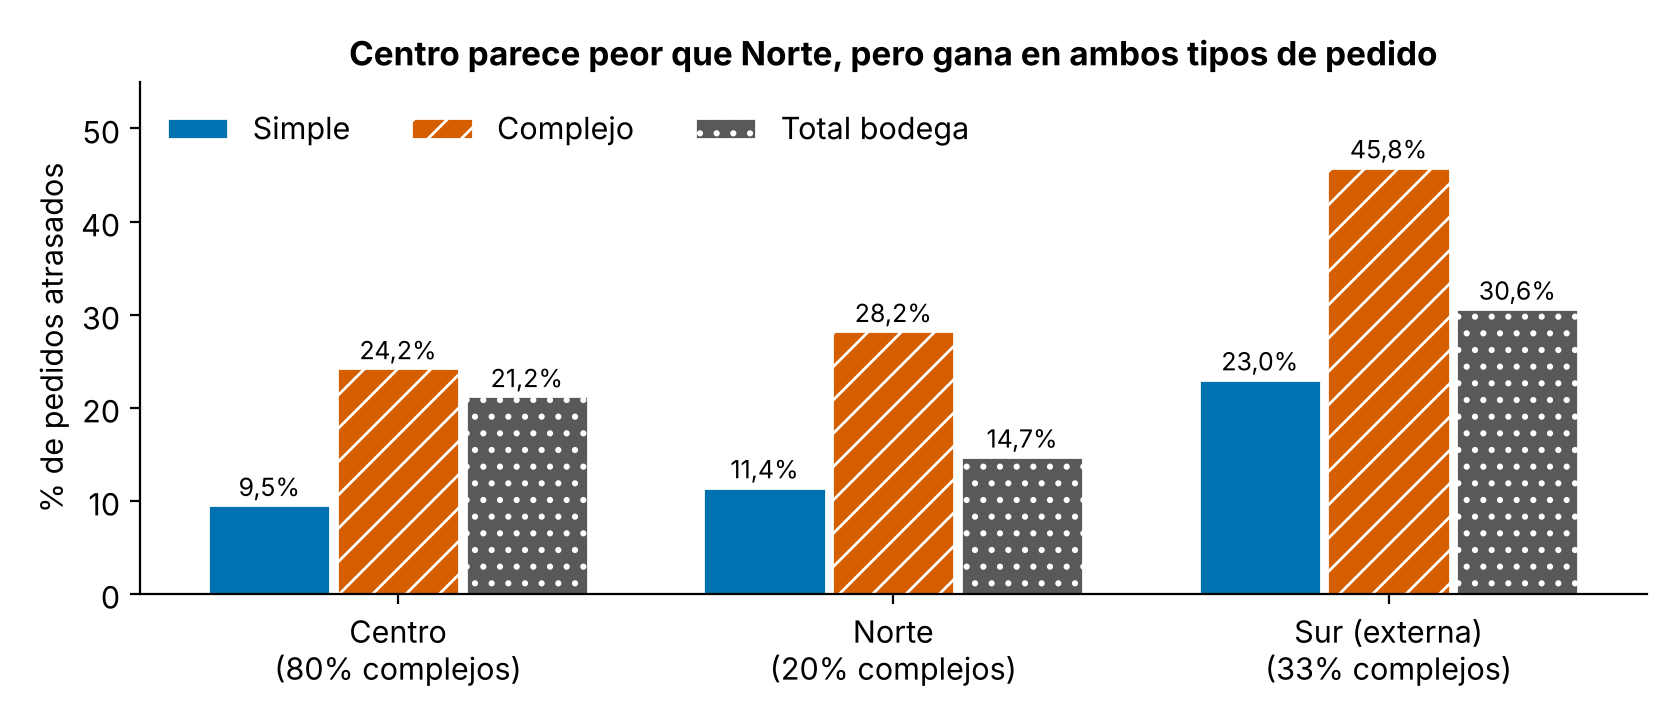 Centro parece peor que Norte, pero gana en ambos tipos de pedido
Simple
Complejo
Total bodega
% de pedidos atrasados
50
40
30
20
10
0
9,5%
24,2%
21,2%
11,4%
28,2%
14,7%
23,0%
45,8%
30,6%
Centro
(80% complejos)
Norte
(20% complejos)
Sur (externa)
(33% complejos)